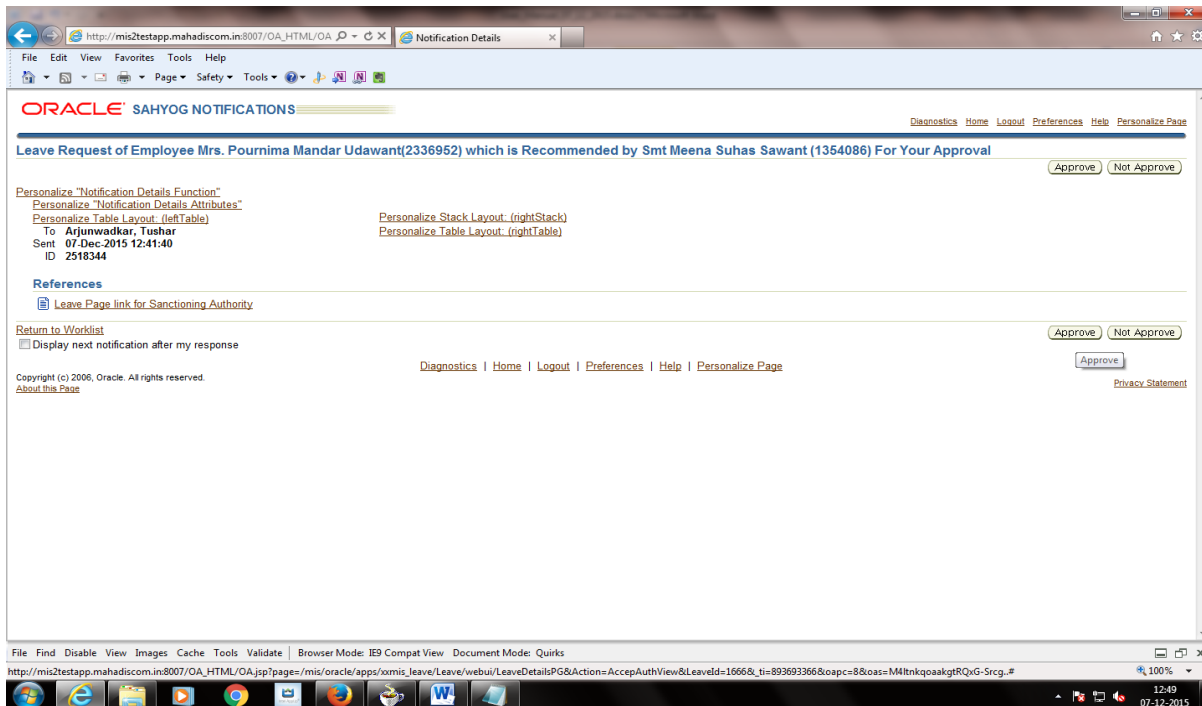 http://mis2testapp.mahadiscom.in:8007/OA_HTML/OA
Notification Details
File Edit View Favorites Tools Help
Page Safety Tools
ORACLE SAHYOG NOTIFICATIONS
Diagnostics Home Logout Preferences Help Personalize Page
Leave Request of Employee Mrs. Pournima Mandar Udawant(2336952) which is Recommended by Smt Meena Suhas Sawant (1354086) For Your Approval
Approve Not Approve
Personalize "Notification Details Function"
Personalize "Notification Details Attributes"
Personalize Table Layout: (leftTable)
Personalize Stack Layout: (rightStack)
To Arjunwadkar, Tushar
Personalize Table Layout: (rightTable)
Sent 07-Dec-2015 12:41:40
ID 2518344
References
Leave Page link for Sanctioning Authority
Return to Worklist
Approve Not Approve
Display next notification after my response
Approve
Diagnostics | Home | Logout | Preferences | Help | Personalize Page
Copyright (c) 2006, Oracle. All rights reserved.
About this Page
Privacy Statement
File Find Disable View Images Cache Tools Validate | Browser Mode: IE9 Compat View Document Mode: Quirks
http://mis2testapp.mahadiscom.in:8007/OA_HTML/OA.jsp?page=/mis/oracle/apps/xxmis_leave/Leave/webui/LeaveDetailsPG&Action=AccepAuthView&LeaveId=1666&_ti=893693366&oapc=8&oas=M4ItnkqoaakgtRQxG-Srcg..#
100%
12:49
07-12-2015